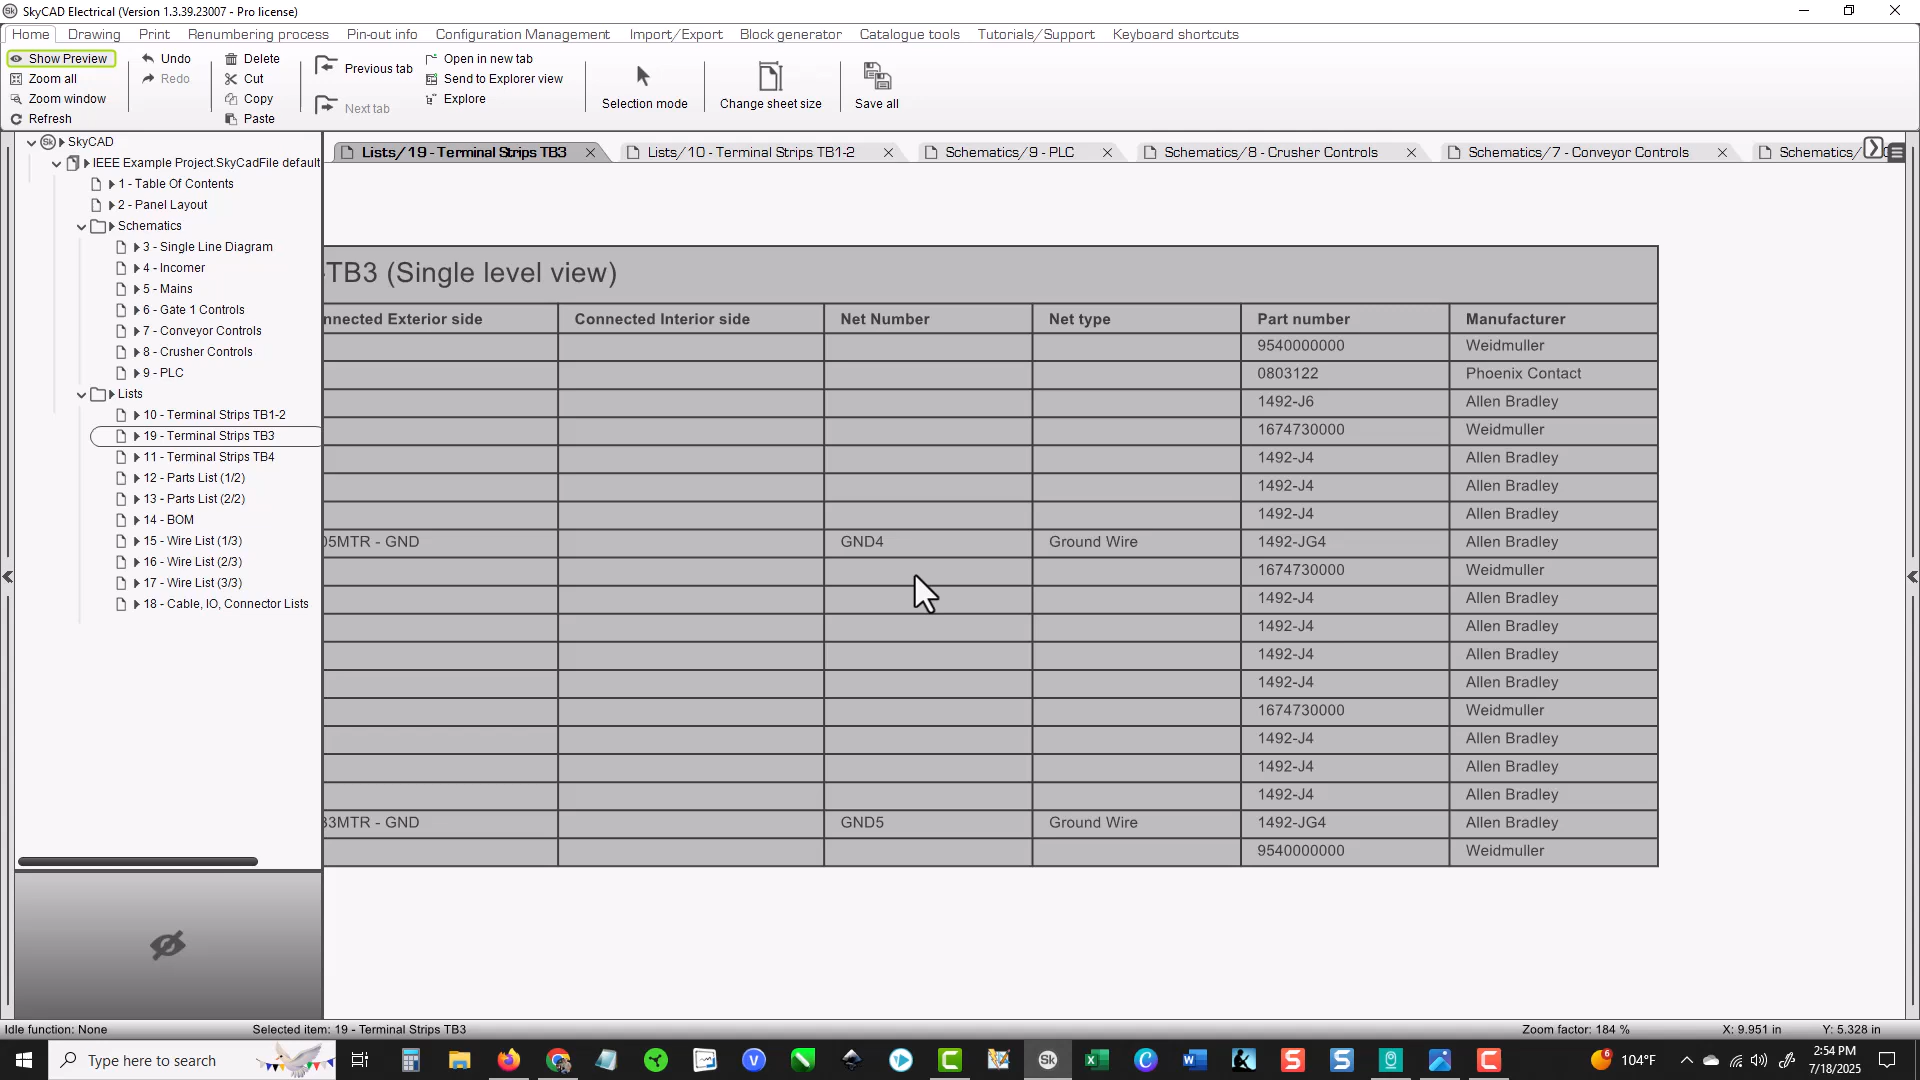 SkyCAD Electrical (Version 1.3.39.23007 - Pro license)
Home Drawing Print Renumbering process Pin-out info Configuration Management Import/Export Block generator Catalogue tools Tutorials/Support Keyboard shortcuts
Show Preview Undo Delete Previous tab Open in new tab
Zoom all Redo Cut Send to Explorer view
Zoom window Copy Next tab Explore Selection mode Change sheet size Save all
Refresh Paste
SkyCAD
IEEE Example Project.SkyCadFile default
1 - Table Of Contents
2 - Panel Layout
Schematics
3 - Single Line Diagram
4 - Incomer
5 - Mains
6 - Gate 1 Controls
7 - Conveyor Controls
8 - Crusher Controls
9 - PLC
Lists
10 - Terminal Strips TB1-2
19 - Terminal Strips TB3
11 - Terminal Strips TB4
12 - Parts List (1/2)
13 - Parts List (2/2)
14 - BOM
15 - Wire List (1/3)
16 - Wire List (2/3)
17 - Wire List (3/3)
18 - Cable, IO, Connector Lists
Lists/19 - Terminal Strips TB3 Lists/10 - Terminal Strips TB1-2 Schematics/9 - PLC Schematics/8 - Crusher Controls Schematics/7 - Conveyor Controls Schematics/
-TB3 (Single level view)
nnected Exterior side Connected Interior side Net Number Net type Part number Manufacturer
9540000000 Weidmuller
0803122 Phoenix Contact
1492-J6 Allen Bradley
1674730000 Weidmuller
1492-J4 Allen Bradley
1492-J4 Allen Bradley
1492-J4 Allen Bradley
05MTR - GND GND4 Ground Wire 1492-JG4 Allen Bradley
1674730000 Weidmuller
1492-J4 Allen Bradley
1492-J4 Allen Bradley
1492-J4 Allen Bradley
1492-J4 Allen Bradley
1674730000 Weidmuller
1492-J4 Allen Bradley
1492-J4 Allen Bradley
1492-J4 Allen Bradley
33MTR - GND GND5 Ground Wire 1492-JG4 Allen Bradley
9540000000 Weidmuller
Idle function: None Selected item: 19 - Terminal Strips TB3 Zoom factor: 184 % X: 9.951 in Y: 5.328 in
Type here to search 104°F 2:54 PM
7/18/2025